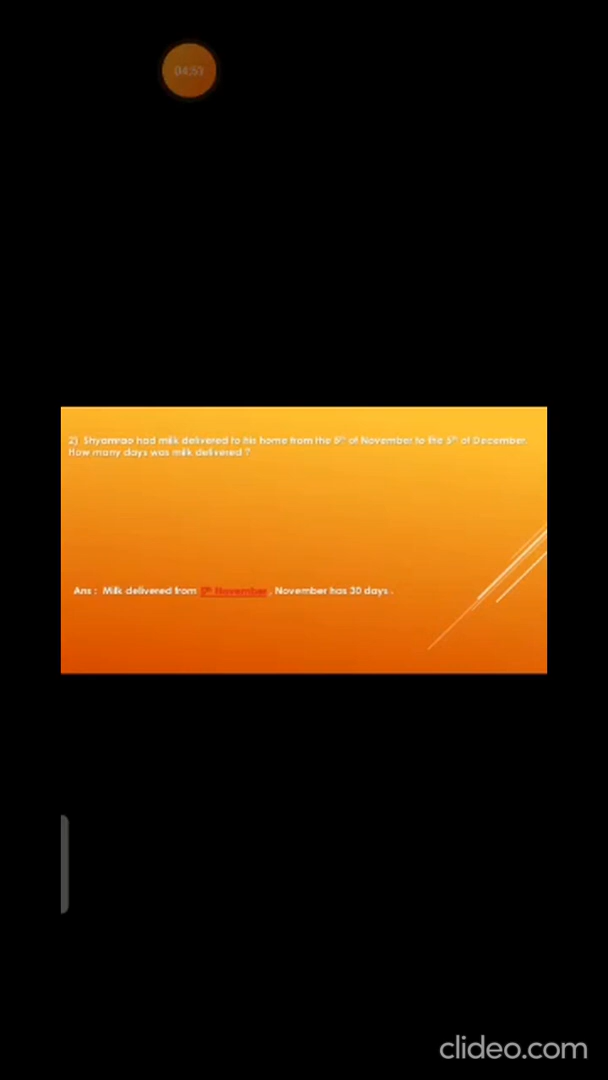 04:53
2) Shyamrao had milk delivered to his home from the 5th of November to the 5th of December.
How many days was milk delivered ?
Ans : Milk delivered from 5th November , November has 30 days .
clideo.com